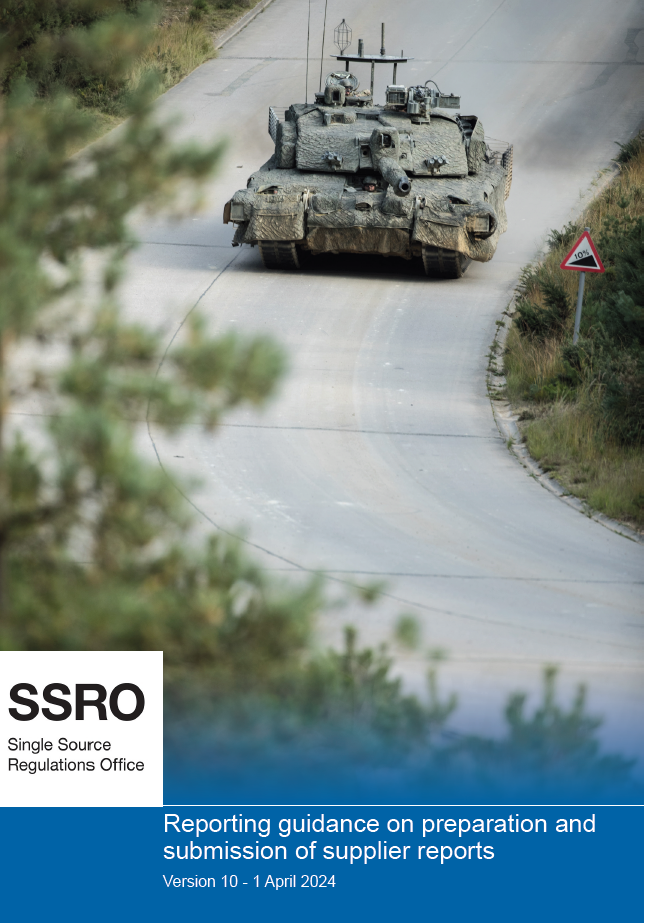 10%
SSRO
Single Source
Regulations Office
Reporting guidance on preparation and
submission of supplier reports
Version 10 - 1 April 2024